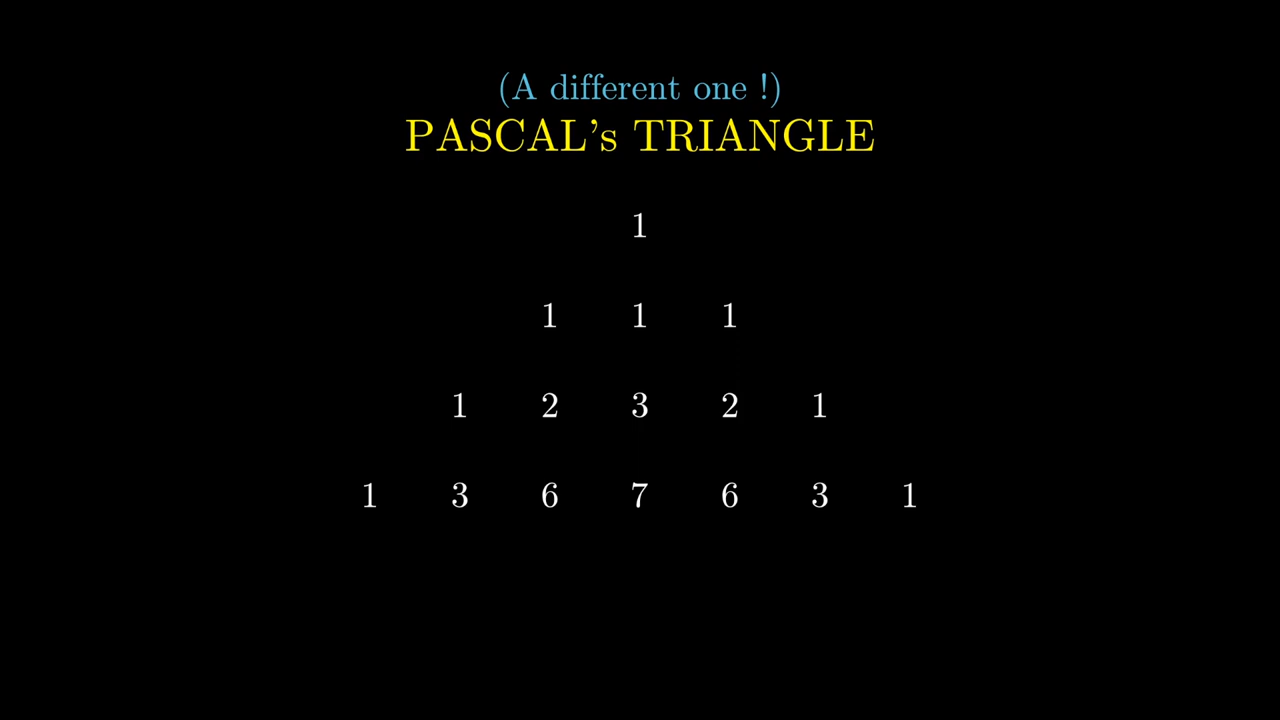 (A different one !)
PASCAL's TRIANGLE
1
1 1 1
1 2 3 2 1
1 3 6 7 6 3 1